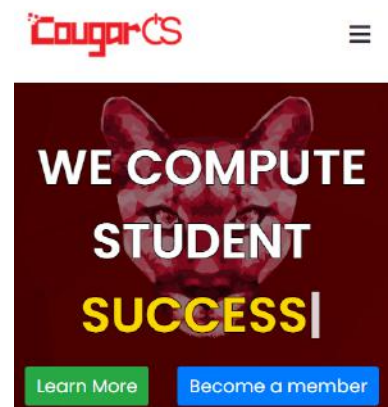 CougarCS
WE COMPUTE
STUDENT
SUCCESS
Learn More Become a member